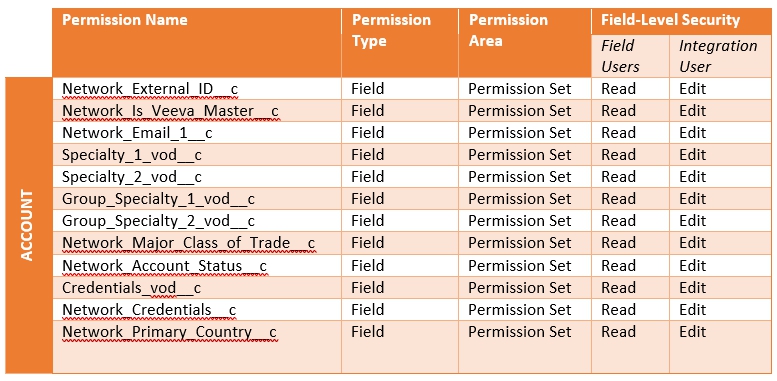 Permission Name Permission Type Permission Area Field-Level Security
Field Users Integration User
ACCOUNT
Network_External_ID__c Field Permission Set Read Edit
Network_Is_Veeva_Master__c Field Permission Set Read Edit
Network_Email_1__c Field Permission Set Read Edit
Specialty_1_vod__c Field Permission Set Read Edit
Specialty_2_vod__c Field Permission Set Read Edit
Group_Specialty_1_vod__c Field Permission Set Read Edit
Group_Specialty_2_vod__c Field Permission Set Read Edit
Network_Major_Class_of_Trade__c Field Permission Set Read Edit
Network_Account_Status__c Field Permission Set Read Edit
Credentials_vod__c Field Permission Set Read Edit
Network_Credentials__c Field Permission Set Read Edit
Network_Primary_Country__c Field Permission Set Read Edit